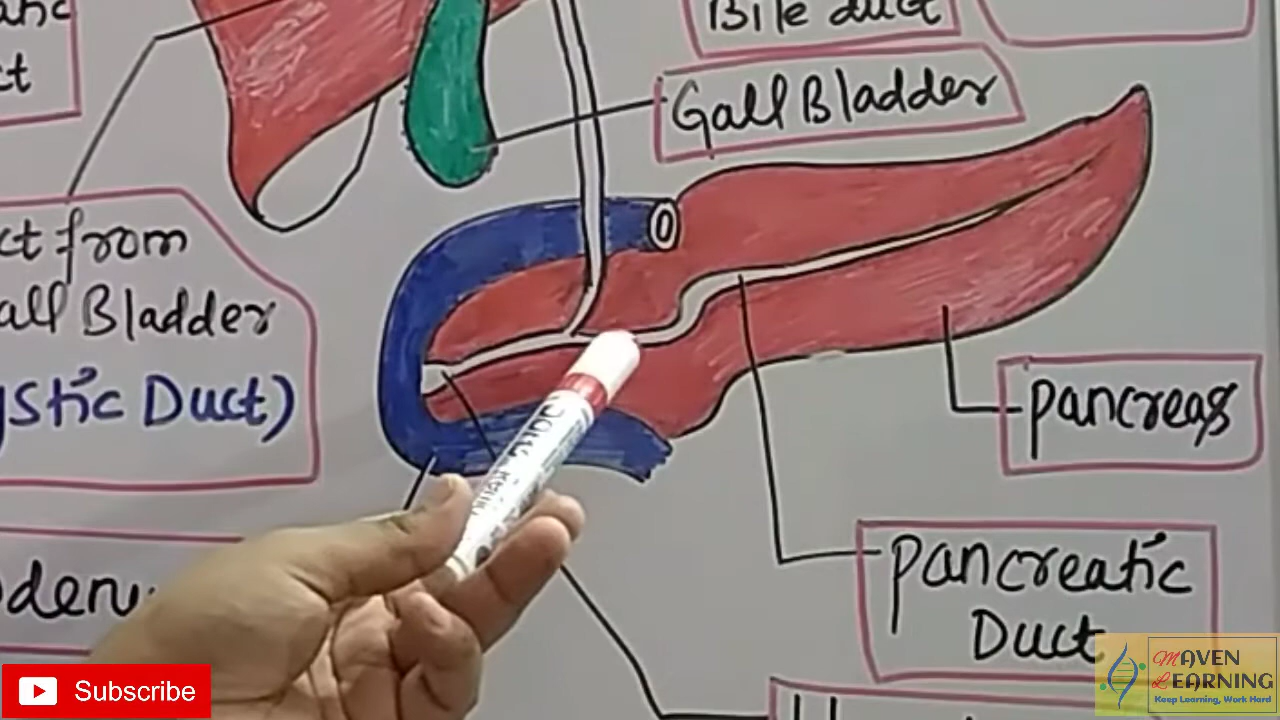 Bile duct
Gall Bladder
ct from
all Bladder
ystic Duct)
pancreas
pancreatic
Duct
Subscribe
MAVEN
LEARNING
Keep Learning, Work Hard